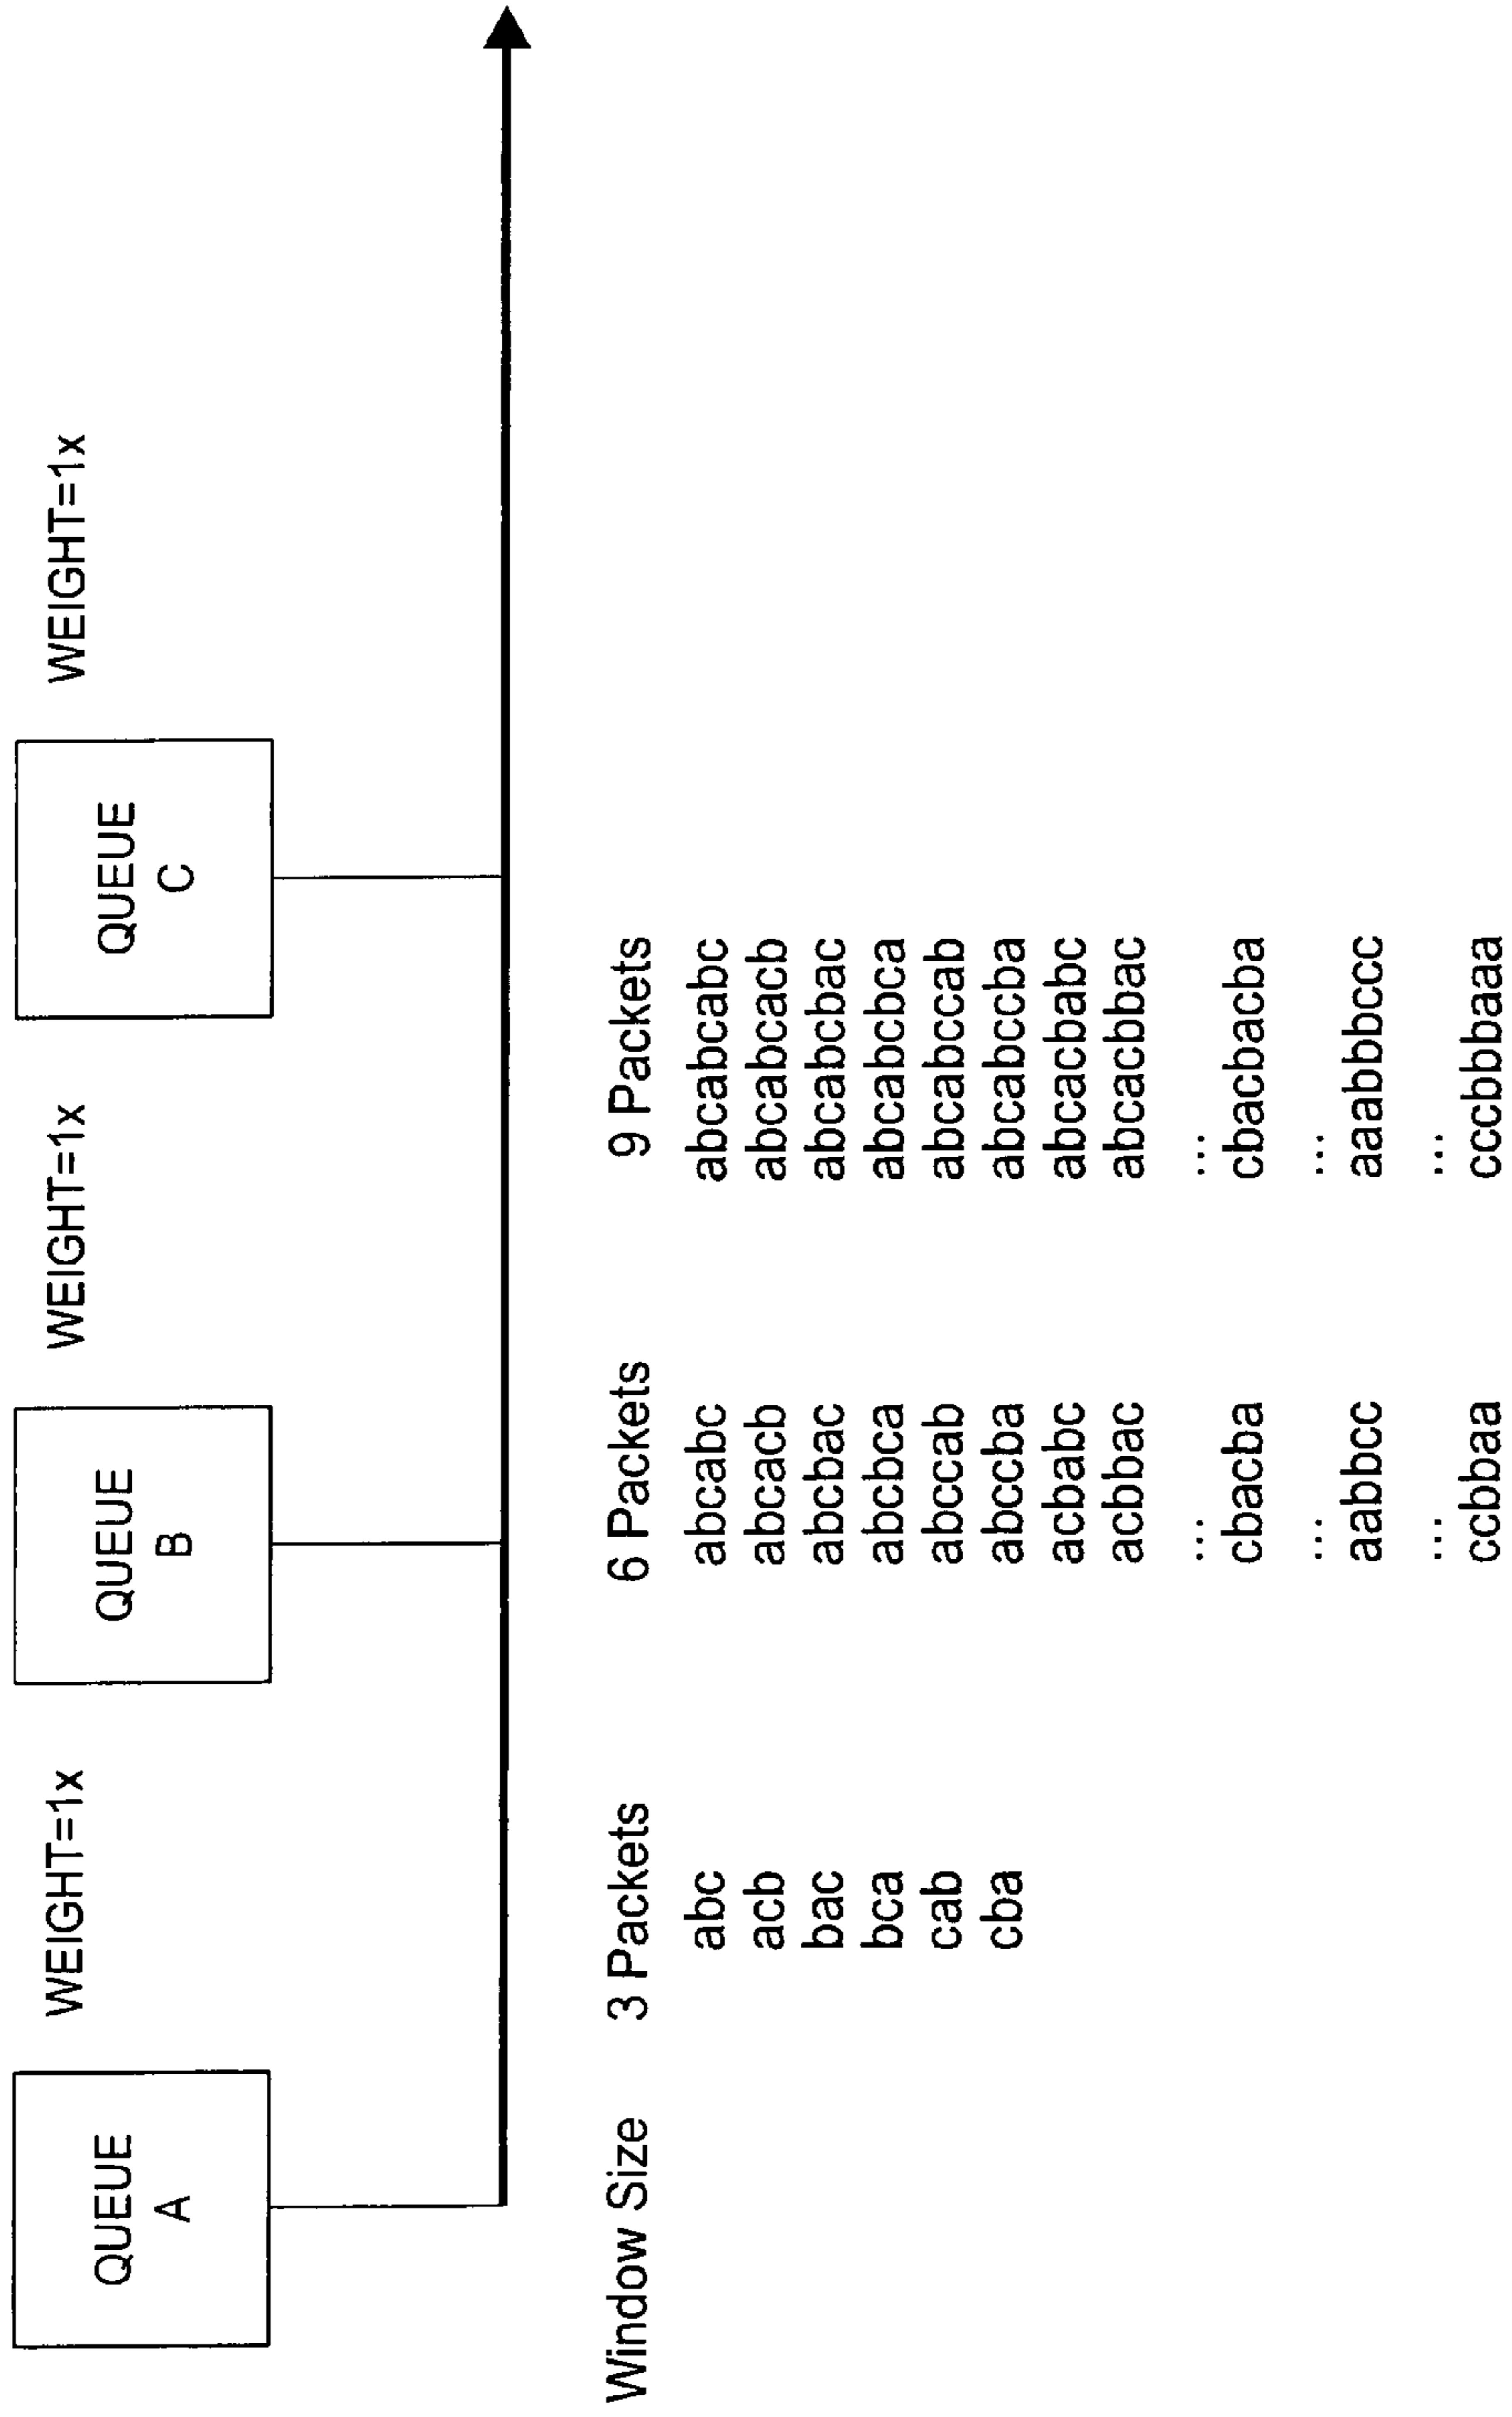 WEIGHT=1x
WEIGHT=1x
WEIGHT=1x
QUEUE
A
QUEUE
B
QUEUE
C
Window Size
3 Packets
abc
acb
bac
bca
cab
cba
6 Packets
abcabc
abcacb
abcbac
abcbca
abccab
abccba
acbabc
acbbac
...
cbacba
...
aabbcc
...
ccbbaa
9 Packets
abcabcabc
abcabcacb
abcabcbac
abcabcbca
abcabccab
abcabccba
abcacbabc
abcacbbac
...
cbacbacba
...
aaabbbccc
...
cccbbbaaa